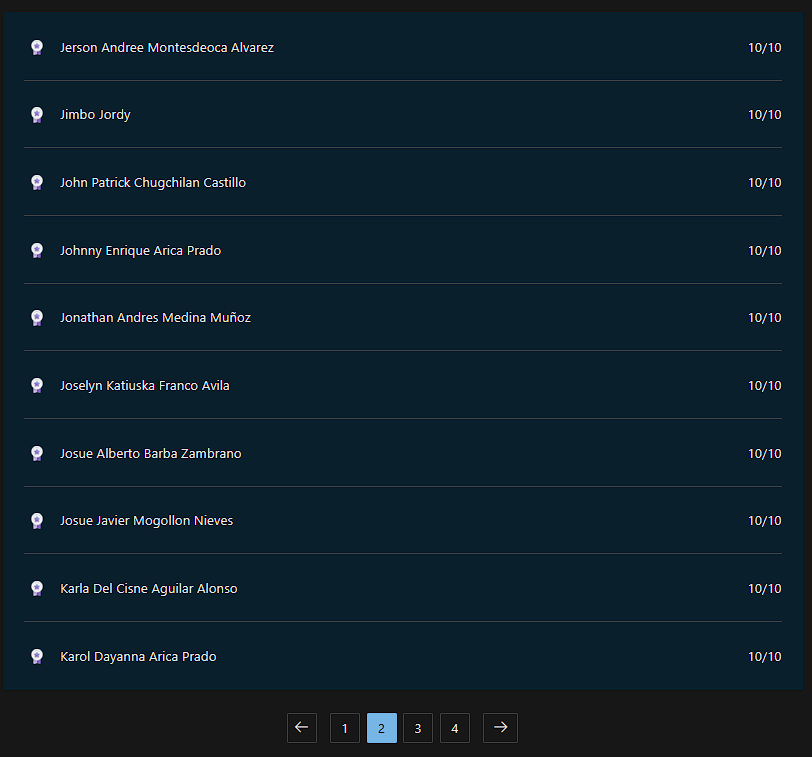 Jerson Andree Montesdeoca Alvarez 10/10
Jimbo Jordy 10/10
John Patrick Chugchilan Castillo 10/10
Johnny Enrique Arica Prado 10/10
Jonathan Andres Medina Muñoz 10/10
Joselyn Katiuska Franco Avila 10/10
Josue Alberto Barba Zambrano 10/10
Josue Javier Mogollon Nieves 10/10
Karla Del Cisne Aguilar Alonso 10/10
Karol Dayanna Arica Prado 10/10
← 1 2 3 4 →